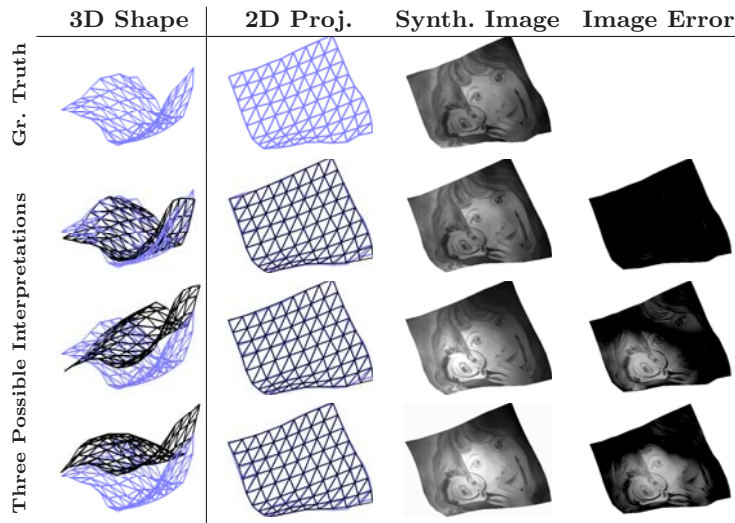 3D Shape 2D Proj. Synth. Image Image Error
Gr. Truth
Three Possible Interpretations